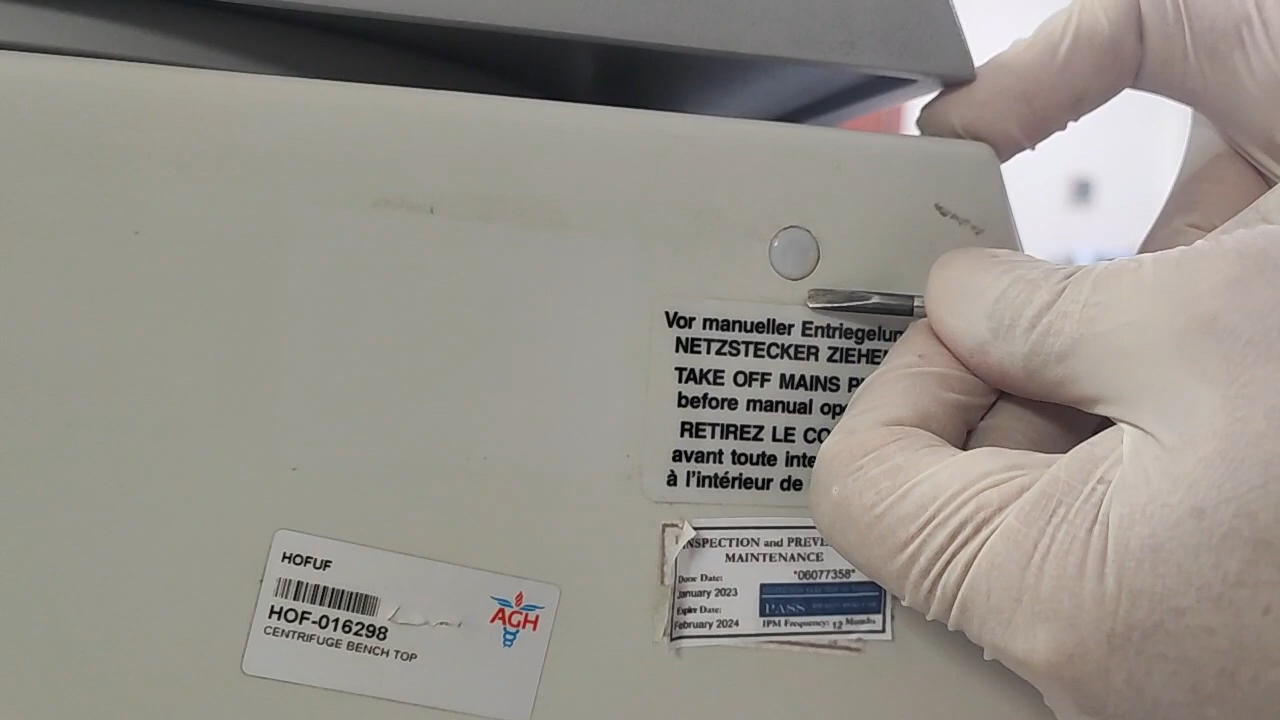 Vor manueller Entriegelun
NETZSTECKER ZIEHE
TAKE OFF MAINS P
before manual op
RETIREZ LE CO
avant toute inte
à l'intérieur de
INSPECTION and PREVE
MAINTENANCE
Done Date: *06077358*
January 2023
Expire Date: PASS
February 2024 IPM Frequency: 12 Months
HOFUF
HOF-016298
CENTRIFUGE BENCH TOP
AGH